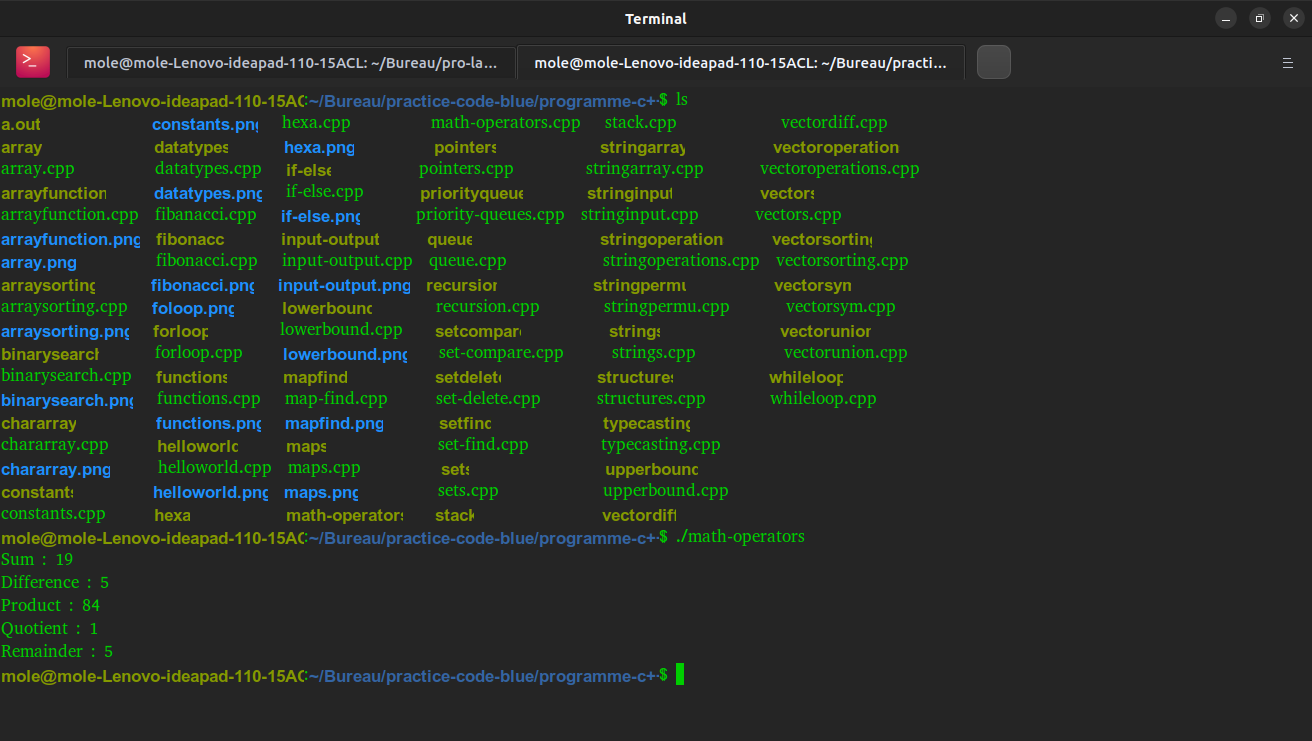 Terminal
mole@mole-Lenovo-ideapad-110-15ACL: ~/Bureau/pro-la... mole@mole-Lenovo-ideapad-110-15ACL: ~/Bureau/practi...
mole@mole-Lenovo-ideapad-110-15AC:~/Bureau/practice-code-blue/programme-c+$ ls
a.out constants.png hexa.cpp math-operators.cpp stack.cpp vectordiff.cpp
array datatypes hexa.png pointers stringarray vectoroperation
array.cpp datatypes.cpp if-else pointers.cpp stringarray.cpp vectoroperations.cpp
arrayfunction datatypes.png if-else.cpp priorityqueue stringinput vectors
arrayfunction.cpp fibanacci.cpp if-else.png priority-queues.cpp stringinput.cpp vectors.cpp
arrayfunction.png fibonacc input-output queue stringoperation vectorsorting
array.png fibonacci.cpp input-output.cpp queue.cpp stringoperations.cpp vectorsorting.cpp
arraysorting fibonacci.png input-output.png recursion stringpermu vectorsym
arraysorting.cpp foloop.png lowerbound recursion.cpp stringpermu.cpp vectorsym.cpp
arraysorting.png forloop lowerbound.cpp setcompare strings vectorunion
binarysearch forloop.cpp lowerbound.png set-compare.cpp strings.cpp vectorunion.cpp
binarysearch.cpp functions mapfind setdelete structures whileloop
binarysearch.png functions.cpp map-find.cpp set-delete.cpp structures.cpp whileloop.cpp
chararray functions.png mapfind.png setfind typecasting
chararray.cpp helloworld maps set-find.cpp typecasting.cpp
chararray.png helloworld.cpp maps.cpp sets upperbound
constants helloworld.png maps.png sets.cpp upperbound.cpp
constants.cpp hexa math-operators stack vectordiff
mole@mole-Lenovo-ideapad-110-15AC:~/Bureau/practice-code-blue/programme-c+$ ./math-operators
Sum : 19
Difference : 5
Product : 84
Quotient : 1
Remainder : 5
mole@mole-Lenovo-ideapad-110-15AC:~/Bureau/practice-code-blue/programme-c+$